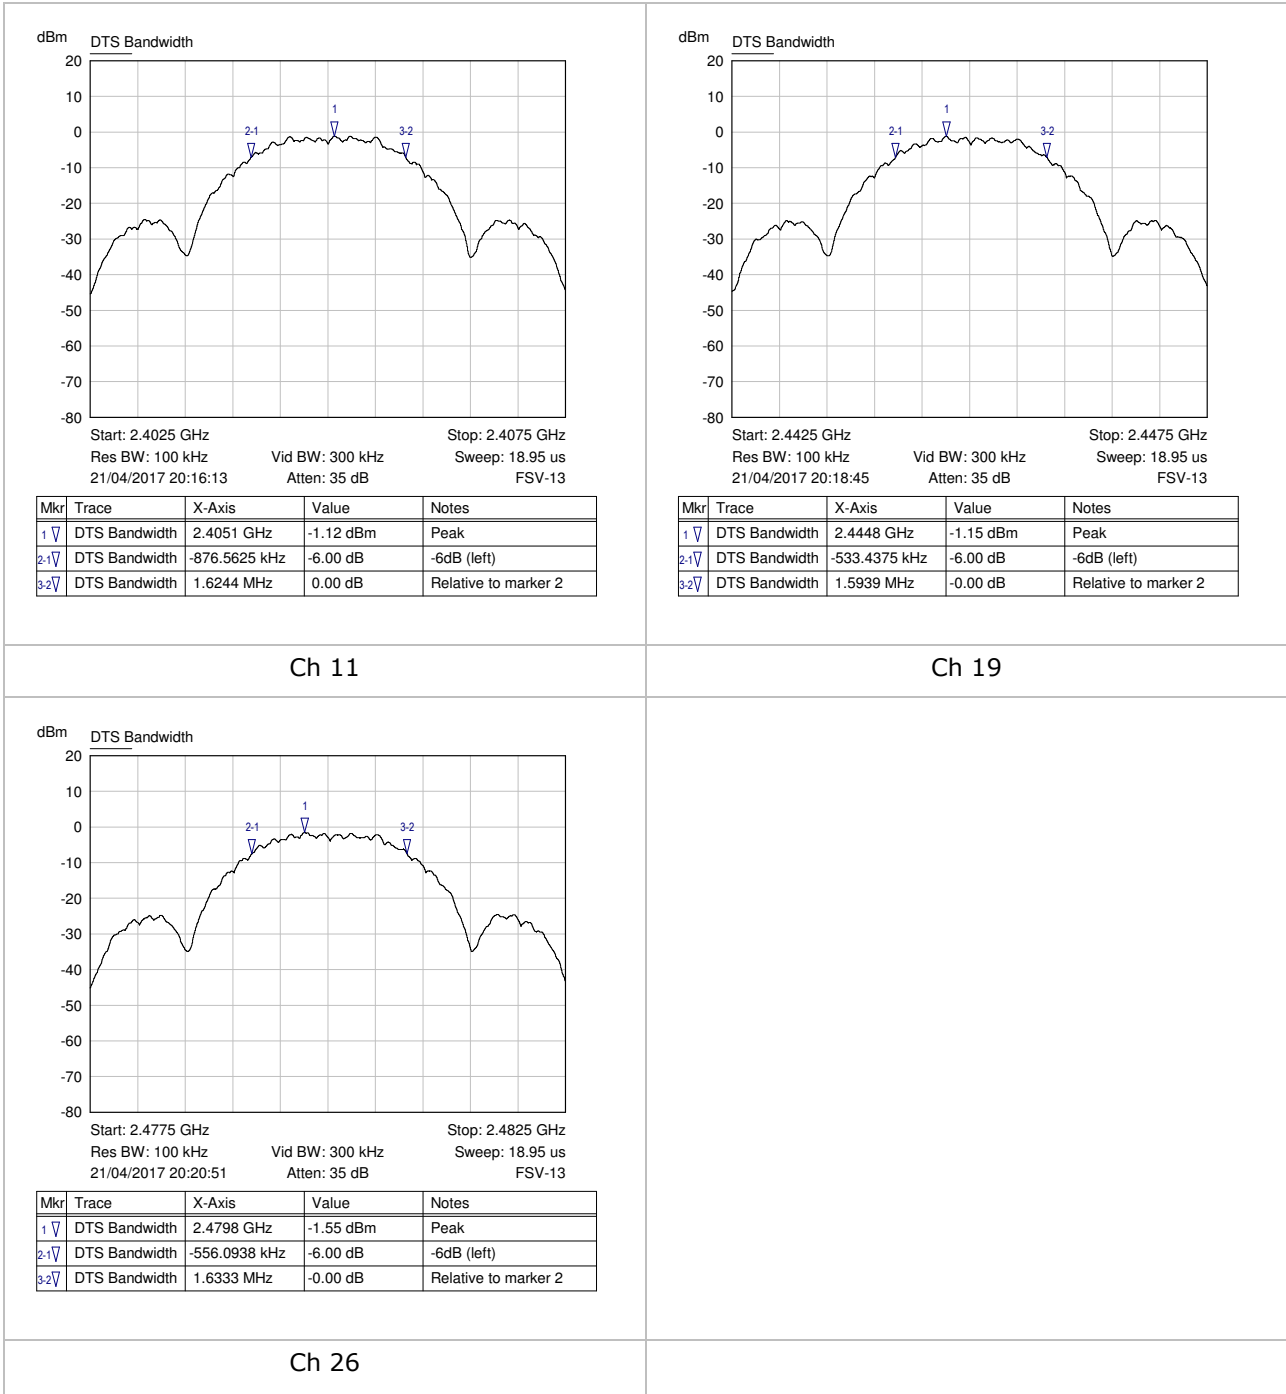 dBm DTS Bandwidth
20
10
2-1 1 3-2
0
-10
-20
-30
-40
-50
-60
-70
-80
Start: 2.4025 GHz Stop: 2.4075 GHz
Res BW: 100 kHz Vid BW: 300 kHz Sweep: 18.95 us
21/04/2017 20:16:13 Atten: 35 dB FSV-13
Mkr Trace X-Axis Value Notes
1 DTS Bandwidth 2.4051 GHz -1.12 dBm Peak
2-1 DTS Bandwidth -876.5625 kHz -6.00 dB -6dB (left)
3-2 DTS Bandwidth 1.6244 MHz 0.00 dB Relative to marker 2
Ch 11
dBm DTS Bandwidth
20
10
2-1 1 3-2
0
-10
-20
-30
-40
-50
-60
-70
-80
Start: 2.4425 GHz Stop: 2.4475 GHz
Res BW: 100 kHz Vid BW: 300 kHz Sweep: 18.95 us
21/04/2017 20:18:45 Atten: 35 dB FSV-13
Mkr Trace X-Axis Value Notes
1 DTS Bandwidth 2.4448 GHz -1.15 dBm Peak
2-1 DTS Bandwidth -533.4375 kHz -6.00 dB -6dB (left)
3-2 DTS Bandwidth 1.5939 MHz -0.00 dB Relative to marker 2
Ch 19
dBm DTS Bandwidth
20
10
2-1 1 3-2
0
-10
-20
-30
-40
-50
-60
-70
-80
Start: 2.4775 GHz Stop: 2.4825 GHz
Res BW: 100 kHz Vid BW: 300 kHz Sweep: 18.95 us
21/04/2017 20:20:51 Atten: 35 dB FSV-13
Mkr Trace X-Axis Value Notes
1 DTS Bandwidth 2.4798 GHz -1.55 dBm Peak
2-1 DTS Bandwidth -556.0938 kHz -6.00 dB -6dB (left)
3-2 DTS Bandwidth 1.6333 MHz -0.00 dB Relative to marker 2
Ch 26